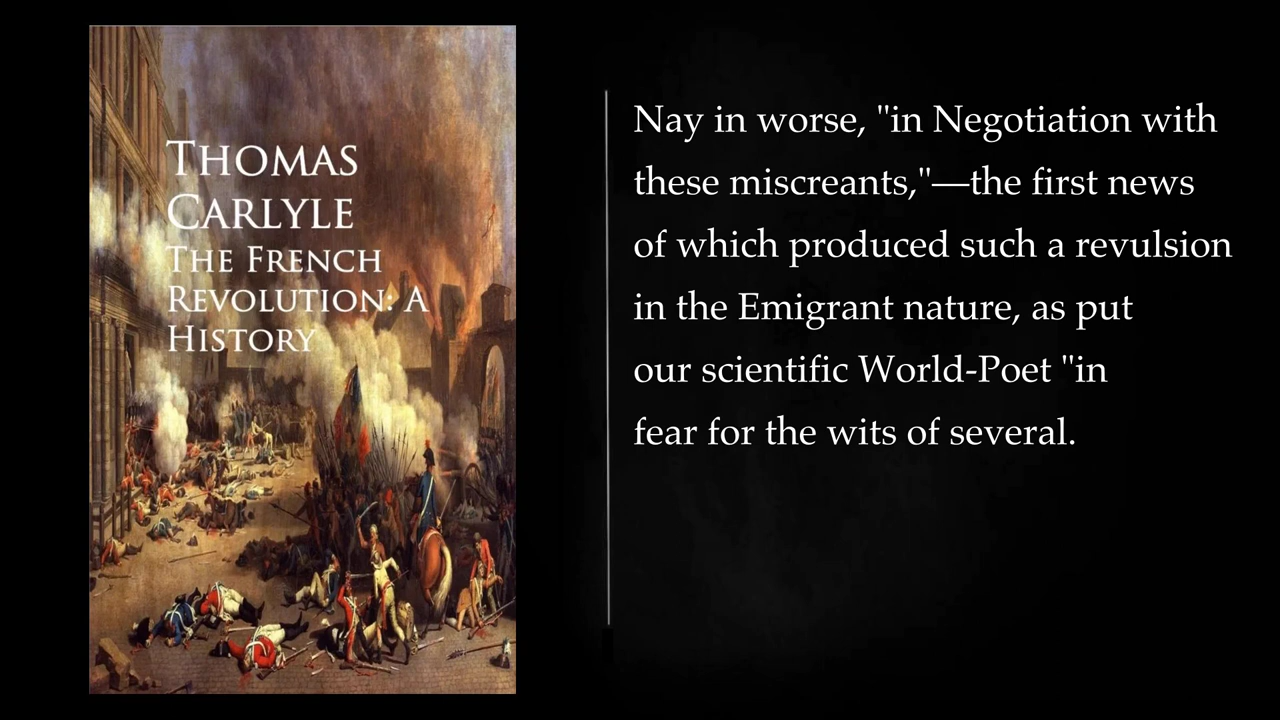 THOMAS
CARLYLE
THE FRENCH
REVOLUTION: A
HISTORY
Nay in worse, "in Negotiation with
these miscreants,"—the first news
of which produced such a revulsion
in the Emigrant nature, as put
our scientific World-Poet "in
fear for the wits of several.